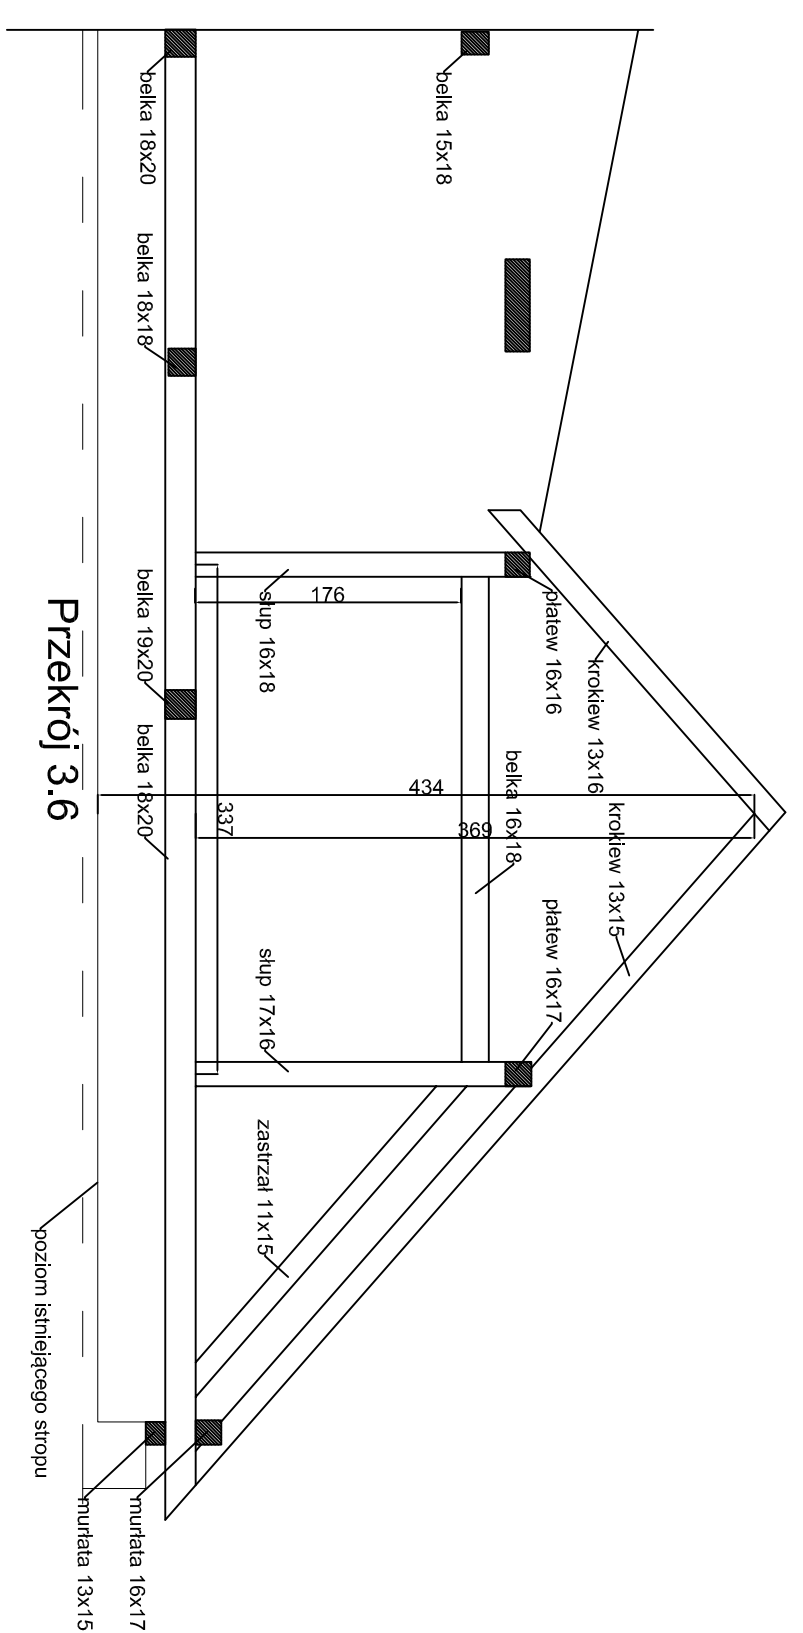 belka 15x18
belka 18x20
płatew 16x16
krokiew 13x16
krokiew 13x15
belka 16x18
płatew 16x17
176
434
369
słup 16x18
337
słup 17x16
zastrzał 11x15
belka 18x18
belka 19x20
belka 18x20
murłata 16x17
murłata 13x15
poziom istniejącego stropu
Przekrój 3.6